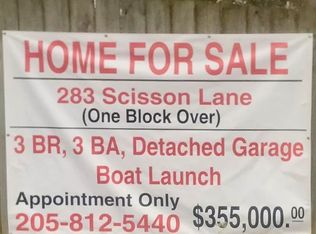 HOME FOR SALE
283 Scisson Lane
(One Block Over)
3 BR, 3 BA, Detached Garage
Boat Launch
Appointment Only
205-812-5440 $355,000.00